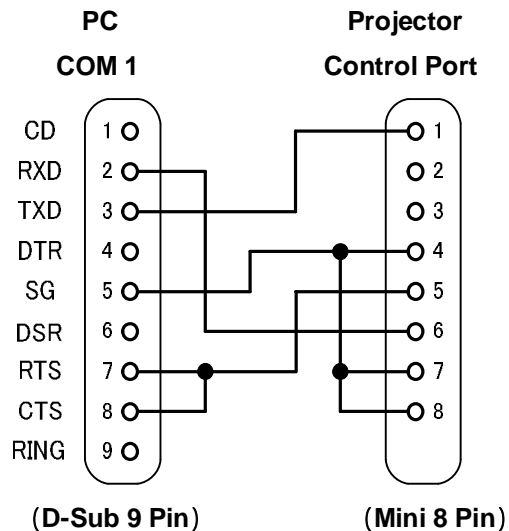 PC Projector
COM 1 Control Port
CD 1 1
RXD 2 2
TXD 3 3
DTR 4 4
SG 5 5
DSR 6 6
RTS 7 7
CTS 8 8
RING 9
(D-Sub 9 Pin) (Mini 8 Pin)